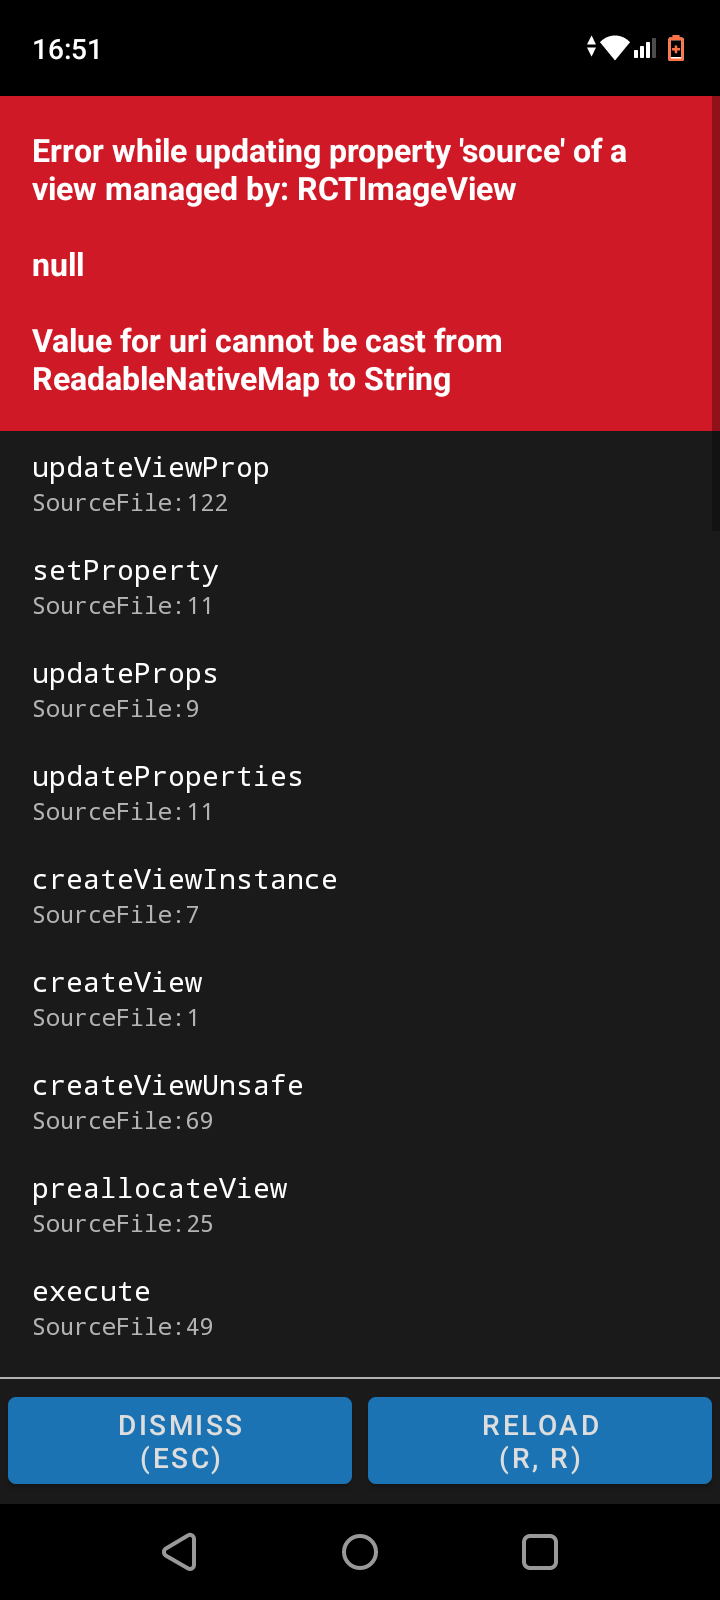 16:51
Error while updating property 'source' of a
view managed by: RCTImageView
null
Value for uri cannot be cast from
ReadableNativeMap to String
updateViewProp
SourceFile:122
setProperty
SourceFile:11
updateProps
SourceFile:9
updateProperties
SourceFile:11
createViewInstance
SourceFile:7
createView
SourceFile:1
createViewUnsafe
SourceFile:69
preallocateView
SourceFile:25
execute
SourceFile:49
DISMISS
(ESC)
RELOAD
(R, R)